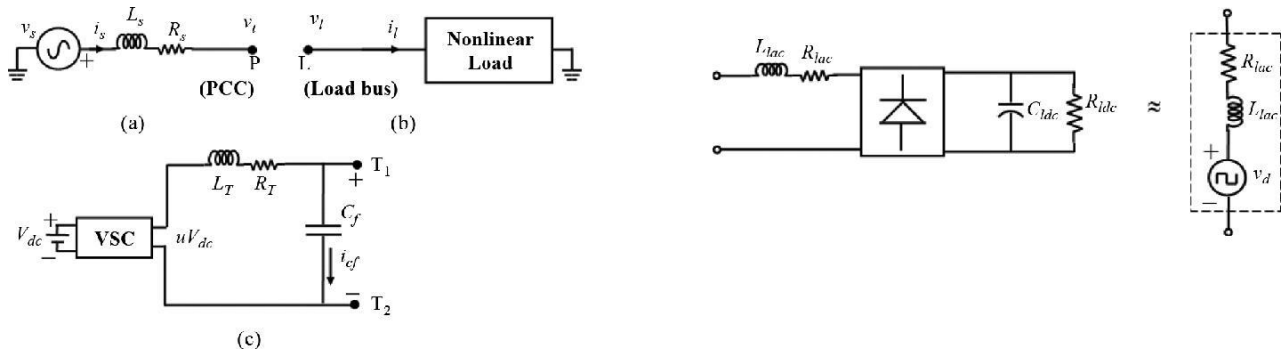 v_s
i_s
L_s
R_s
v_t
P
(PCC)
v_l
L
(Load bus)
i_l
Nonlinear
Load
+
(a)
(b)
V_dc
+
−
VSC
uV_dc
L_T
R_T
C_f
i_cf
T_1
+
−
T_2
(c)
L_lac
R_lac
C_ldc
R_ldc
≈
R_lac
L_lac
+
v_d
−